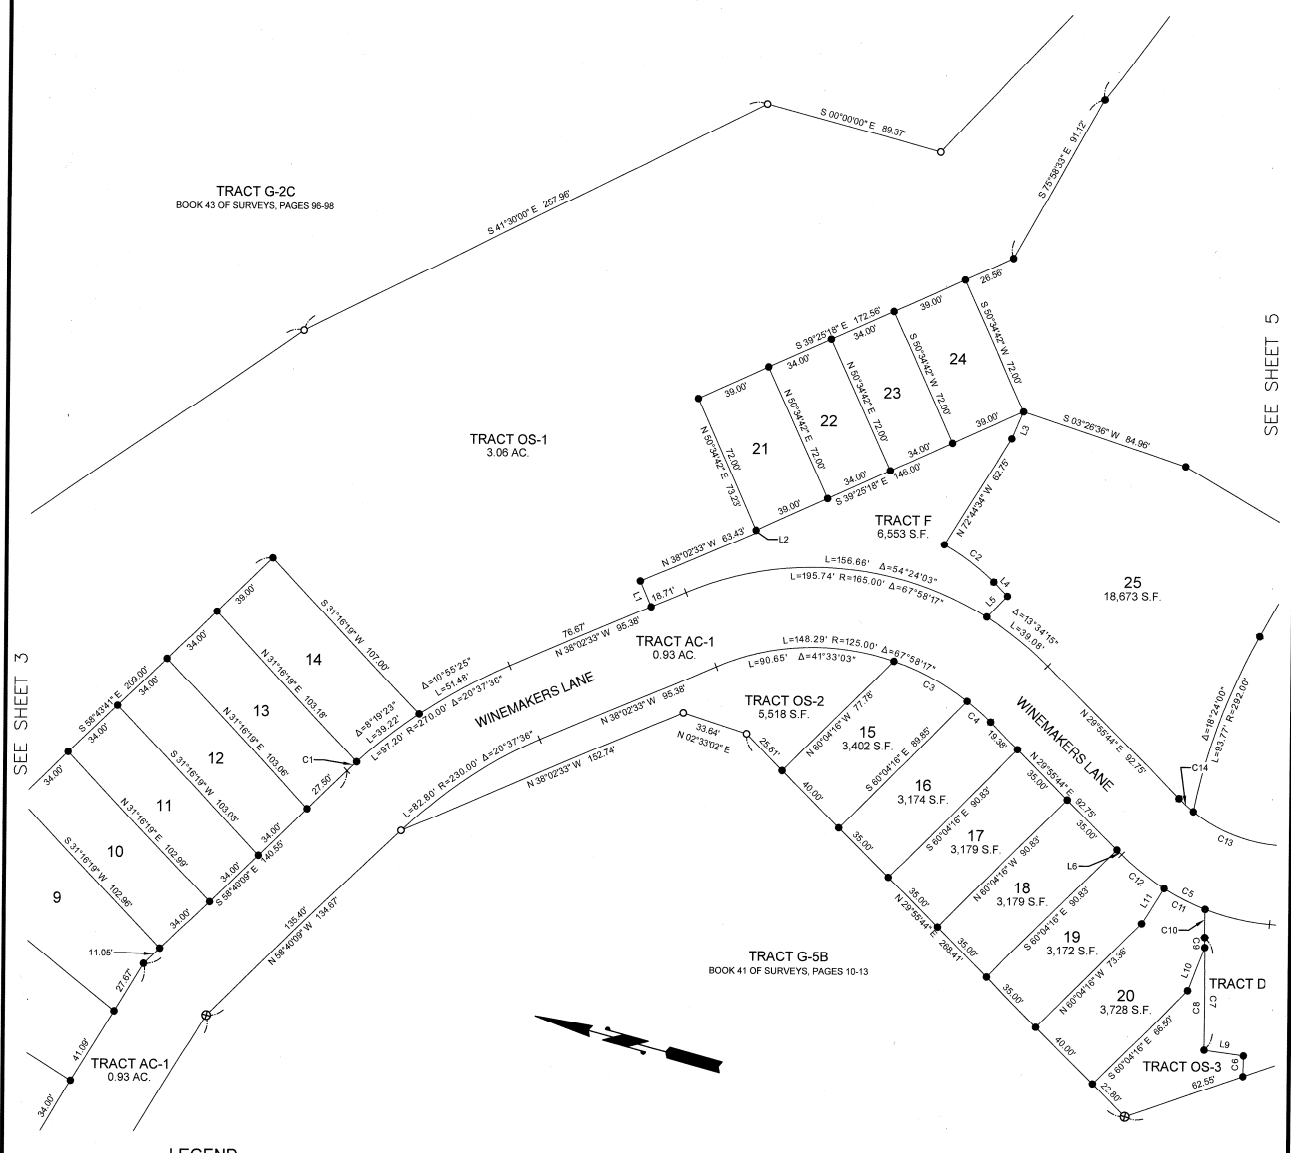 S 00°00'00" E 89.37'
S 75°58'33" E 91.12'
TRACT G-2C
BOOK 43 OF SURVEYS, PAGES 96-98
S 41°30'00" E 257.96'
26.56'
39.00'
S 39°25'18" E 172.56'
34.00'
34.00'
39.00'
S 50°34'42" W 72.00'
24
S 50°34'42" W 72.00'
23
N 50°34'42" E 72.00'
22
N 50°34'42" E 72.00'
21
N 50°34'42" E 73.23'
72.00'
39.00'
34.00'
34.00'
39.00'
S 39°25'18" E 146.00'
SEE SHEET 5
L3
S 03°26'36" W 84.96'
TRACT OS-1
3.06 AC.
N 72°44'34" W 62.75'
TRACT F
6,553 S.F.
L2
N 38°02'33" W 63.43'
C2
L4
L5
25
18,673 S.F.
L=156.66' Δ=54°24'03"
L=195.74' R=165.00' Δ=67°58'17"
Δ=13°34'15"
L=39.08'
L1
18.71'
76.67'
N 38°02'33" W 95.38'
TRACT AC-1
0.93 AC.
L=148.29' R=125.00' Δ=67°58'17"
L=90.65' Δ=41°33'03"
39.00'
34.00'
34.00'
34.00'
34.00'
S 58°43'41" E 209.00'
S 31°16'19" W 107.00'
14
N 31°16'19" E 103.18'
13
N 31°16'19" E 103.06'
12
S 31°16'19" W 103.03'
11
N 31°16'19" E 102.99'
10
S 31°16'19" W 102.96'
9
SEE SHEET 3
Δ=10°55'25"
L=51.48'
Δ=8°19'23"
L=39.22'
L=97.20' R=270.00' Δ=20°37'36"
WINEMAKERS LANE
C1
27.50'
34.00'
34.00'
34.00'
S 58°40'09" E 140.55'
11.05'
27.67'
41.09'
34.00'
N 38°02'33" W 95.38'
L=82.80' R=230.00' Δ=20°37'36"
N 38°02'33" W 152.74'
33.64'
N 02°33'02" E
TRACT OS-2
5,518 S.F.
25.61'
N 60°04'16" W 77.78'
C3
C4
19.38'
15
3,402 S.F.
S 60°04'16" E 89.85'
16
3,174 S.F.
S 60°04'16" E 90.83'
17
3,179 S.F.
N 60°04'16" W 90.83'
18
3,179 S.F.
S 60°04'16" E 90.83'
19
3,172 S.F.
N 60°04'16" W 73.36'
20
3,728 S.F.
S 60°04'16" E 66.50'
WINEMAKERS LANE
N 29°55'44" E 92.75'
N 29°55'44" E 92.75'
35.00'
35.00'
Δ=18°24'00"
L=93.77' R=292.00'
C14
C13
L6
C12
C5
C11
L11
C10
C9
L10
C8
C7
TRACT D
L9
C6
TRACT OS-3
62.55'
40.00'
35.00'
35.00'
35.00'
35.00'
40.00'
22.80'
N 29°55'44" E 268.41'
135.40'
N 58°40'09" W 134.67'
TRACT G-5B
BOOK 41 OF SURVEYS, PAGES 10-13
TRACT AC-1
0.93 AC.
LEGEND